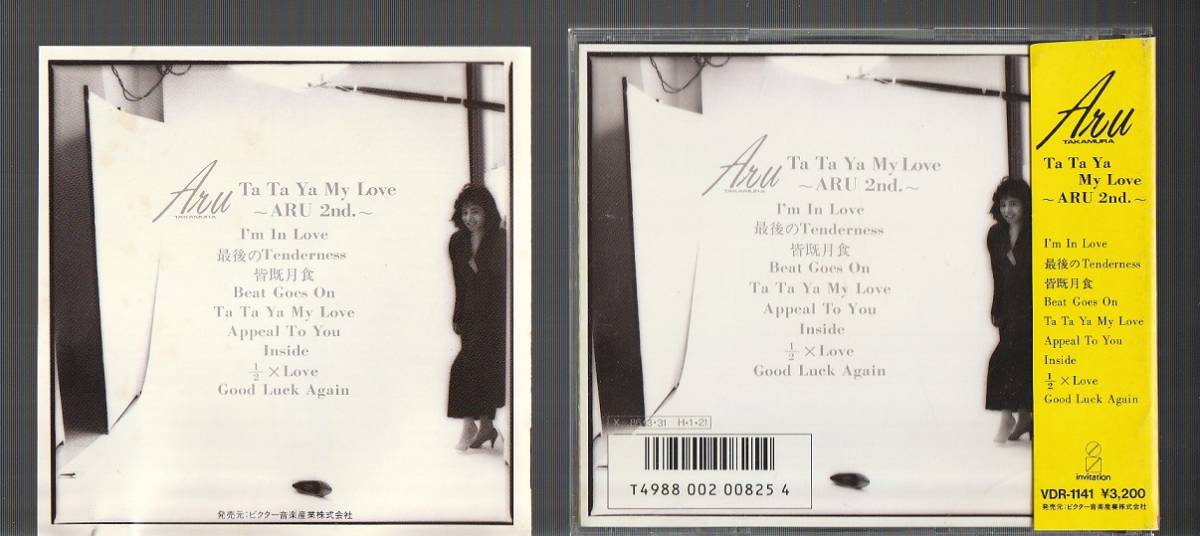 Aru
TAKAMURA
Ta Ta Ya My Love
～ARU 2nd.～
I'm In Love
最後のTenderness
皆既月食
Beat Goes On
Ta Ta Ya My Love
Appeal To You
Inside
1/2 ×Love
Good Luck Again
発売元:ビクター音楽産業株式会社
Aru
TAKAMURA
Ta Ta Ya My Love
～ARU 2nd.～
I'm In Love
最後のTenderness
皆既月食
Beat Goes On
Ta Ta Ya My Love
Appeal To You
Inside
1/2 ×Love
Good Luck Again
H・1・21
T4988 002 00825 4
Aru
TAKAMURA
Ta Ta Ya
My Love
～ARU 2nd.～
I'm In Love
最後のTenderness
皆既月食
Beat Goes On
Ta Ta Ya My Love
Appeal To You
Inside
1/2 ×Love
Good Luck Again
invitation
VDR-1141 ¥3,200
発売元:ビクター音楽産業株式会社